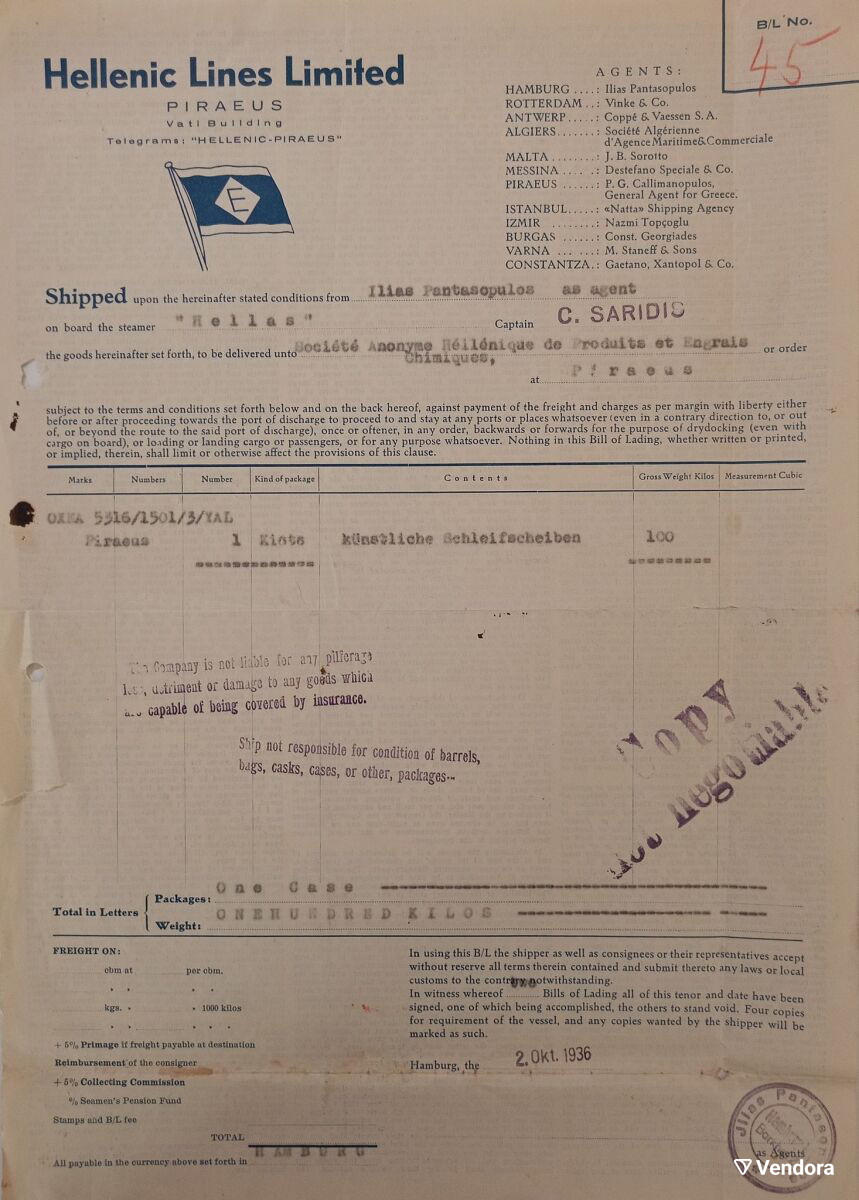 B/L No.
45
Hellenic Lines Limited
PIRAEUS
Vati Building
Telegrams: "HELLENIC-PIRAEUS"
E
AGENTS:
HAMBURG ....: Ilias Pantasopulos
ROTTERDAM ..: Vinke & Co.
ANTWERP .....: Coppé & Vaessen S. A.
ALGIERS.......: Société Algérienne
d'Agence Maritime&Commerciale
MALTA ........: J. B. Sorotto
MESSINA ......: Destefano Speciale & Co.
PIRAEUS ......: P. G. Callimanopulos,
General Agent for Greece.
ISTANBUL.....: «Natta» Shipping Agency
IZMIR ........: Nazmi Topçoglu
BURGAS ......: Const. Georgiades
VARNA ......: M. Staneff & Sons
CONSTANTZA.: Gaetano, Xantopol & Co.
Shipped upon the hereinafter stated conditions from Ilias Pantasopulos as agent
on board the steamer "Hellas" Captain C. SARIDIS
the goods hereinafter set forth, to be delivered unto Société Anonyme Héllénique de Produits et Engrais or order
Chimiques,
at Piraeus
subject to the terms and conditions set forth below and on the back hereof, against payment of the freight and charges as per margin with liberty either
before or after proceeding towards the port of discharge to proceed to and stay at any ports or places whatsoever (even in a contrary direction to, or out
of, or beyond the route to the said port of discharge), once or oftener, in any order, backwards or forwards for the purpose of drydocking (even with
cargo on board), or loading or landing cargo or passengers, or for any purpose whatsoever. Nothing in this Bill of Lading, whether written or printed,
or implied, therein, shall limit or otherwise affect the provisions of this clause.
Marks Numbers Number Kind of package Contents Gross Weight Kilos Measurement Cubic
5316/1501/3/YAL
Piraeus 1 Kiste künstliche Schleifscheiben 100
The Company is not liable for any pilferage
loss, detriment or damage to any goods which
are capable of being covered by insurance.
Ship not responsible for condition of barrels,
bags, casks, cases, or other, packages--
Copy
not negotiable
Total in Letters
Packages: One Case
Weight: ONEHUNDRED KILOS
FREIGHT ON:
cbm at per cbm.
" " " "
kgs. " " 1000 kilos
" " " " "
+ 5% Primage if freight payable at destination
Reimbursement of the consigner
+ 5% Collecting Commission
% Seamen's Pension Fund
Stamps and B/L fee
TOTAL
All payable in the currency above set forth in HAMBURG
In using this B/L the shipper as well as consignees or their representatives accept
without reserve all terms therein contained and submit thereto any laws or local
customs to the contrary notwithstanding.
In witness whereof two Bills of Lading all of this tenor and date have been
signed, one of which being accomplished, the others to stand void. Four copies
for requirement of the vessel, and any copies wanted by the shipper will be
marked as such.
Hamburg, the 2. Okt. 1936
Jlias Pantasop
as Agents
Vendora